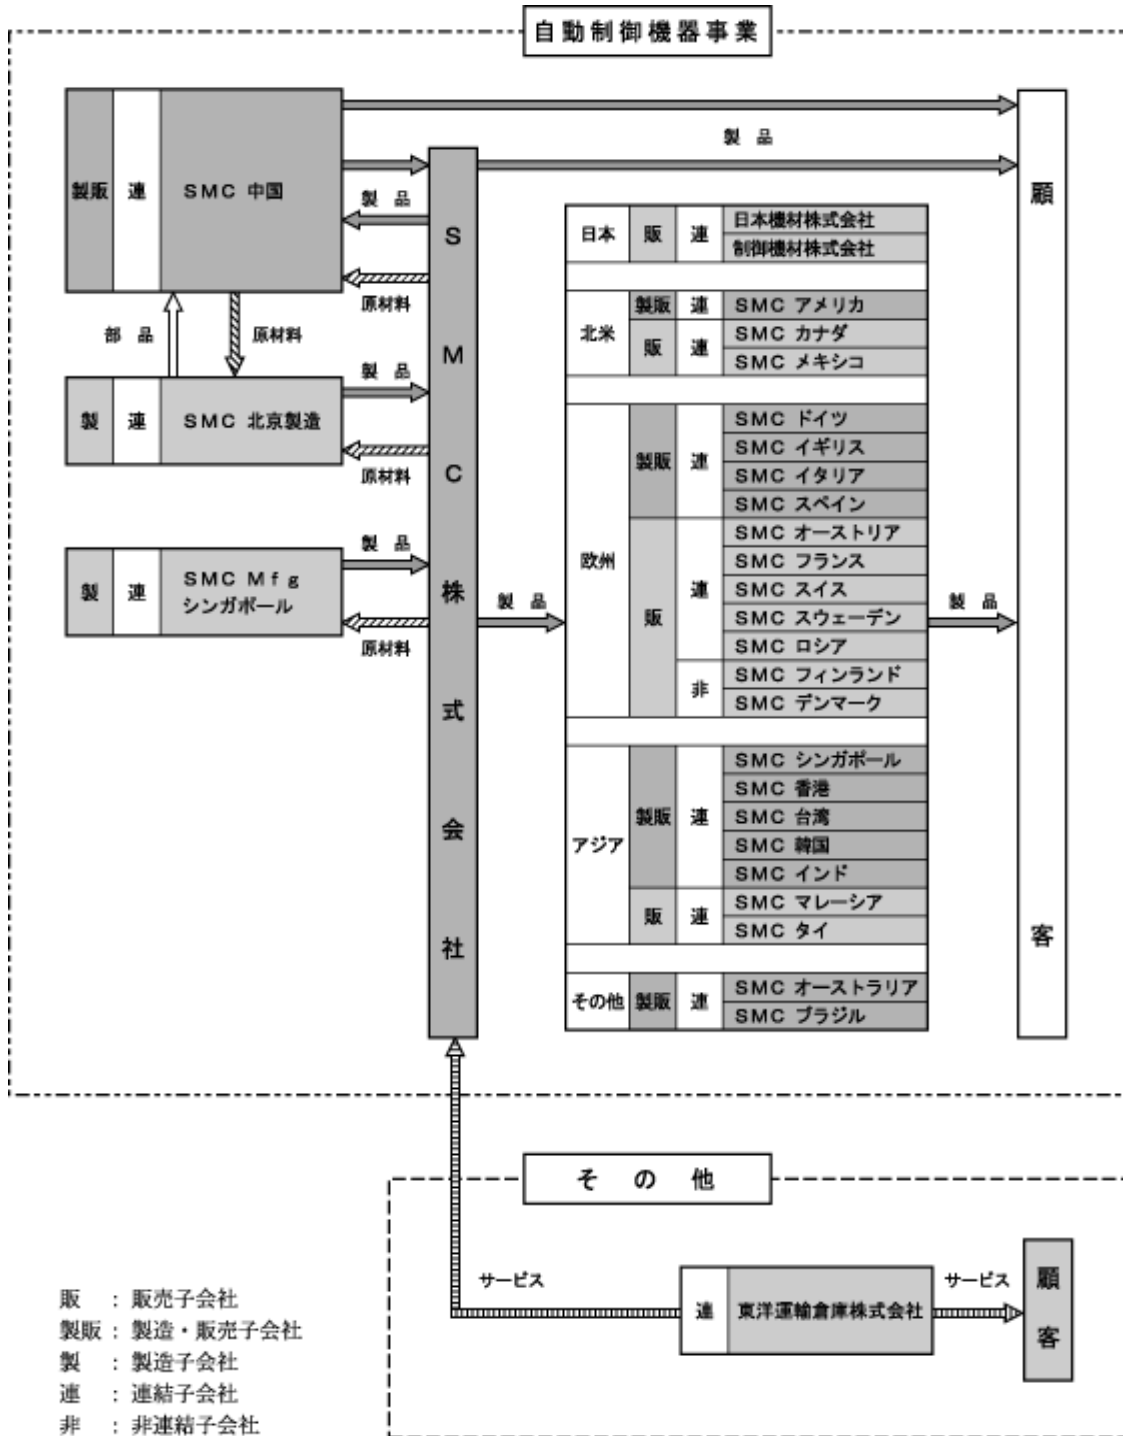 自動制御機器事業
製販 連 SMC 中国
製 品
製 品
原材料
部 品
原材料
製 連 SMC 北京製造
製 品
原材料
製 連 SMC Mfg
シンガポール
製 品
原材料
SMC株式会社
製 品
日本 販 連 日本機材株式会社
制御機材株式会社
北米 製販 連 SMC アメリカ
販 連 SMC カナダ
SMC メキシコ
欧州 製販 連 SMC ドイツ
SMC イギリス
SMC イタリア
SMC スペイン
販 連 SMC オーストリア
SMC フランス
SMC スイス
SMC スウェーデン
SMC ロシア
非 SMC フィンランド
SMC デンマーク
アジア 製販 連 SMC シンガポール
SMC 香港
SMC 台湾
SMC 韓国
SMC インド
販 連 SMC マレーシア
SMC タイ
その他 製販 連 SMC オーストラリア
SMC ブラジル
製 品
顧客
その他
サービス
連 東洋運輸倉庫株式会社
サービス
顧客
販 : 販売子会社
製販 : 製造・販売子会社
製 : 製造子会社
連 : 連結子会社
非 : 非連結子会社